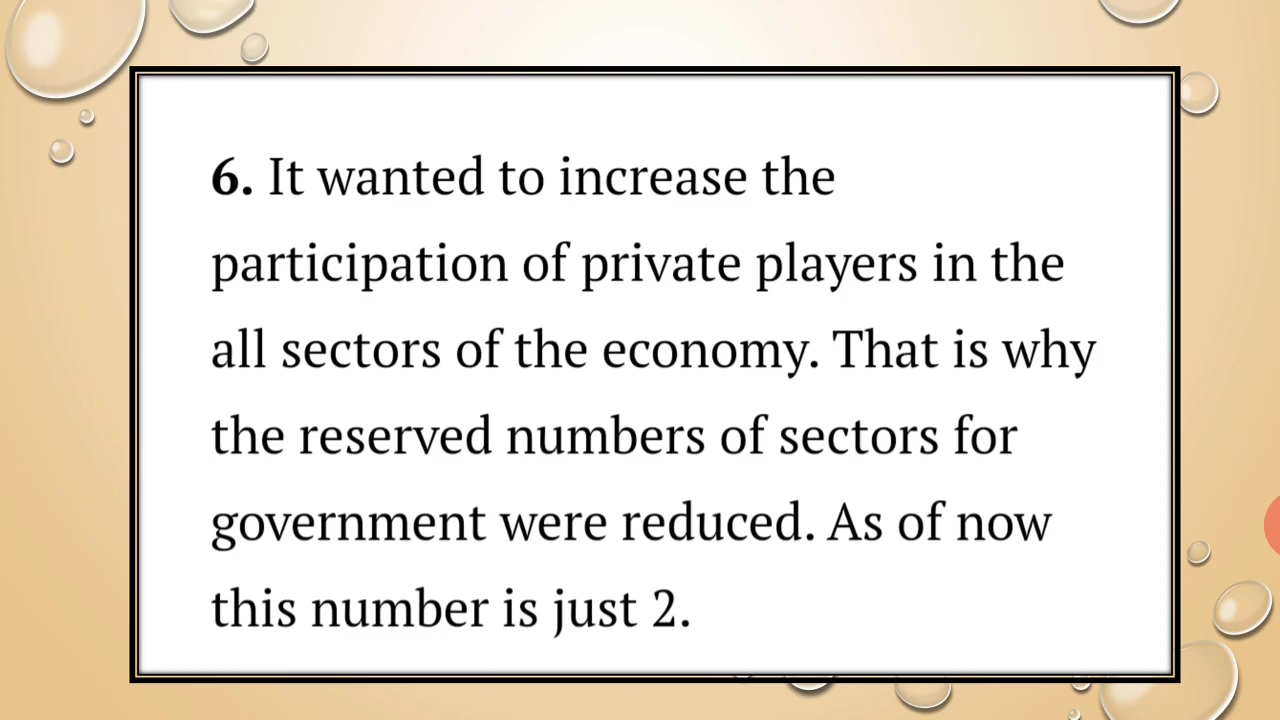 6. It wanted to increase the
participation of private players in the
all sectors of the economy. That is why
the reserved numbers of sectors for
government were reduced. As of now
this number is just 2.